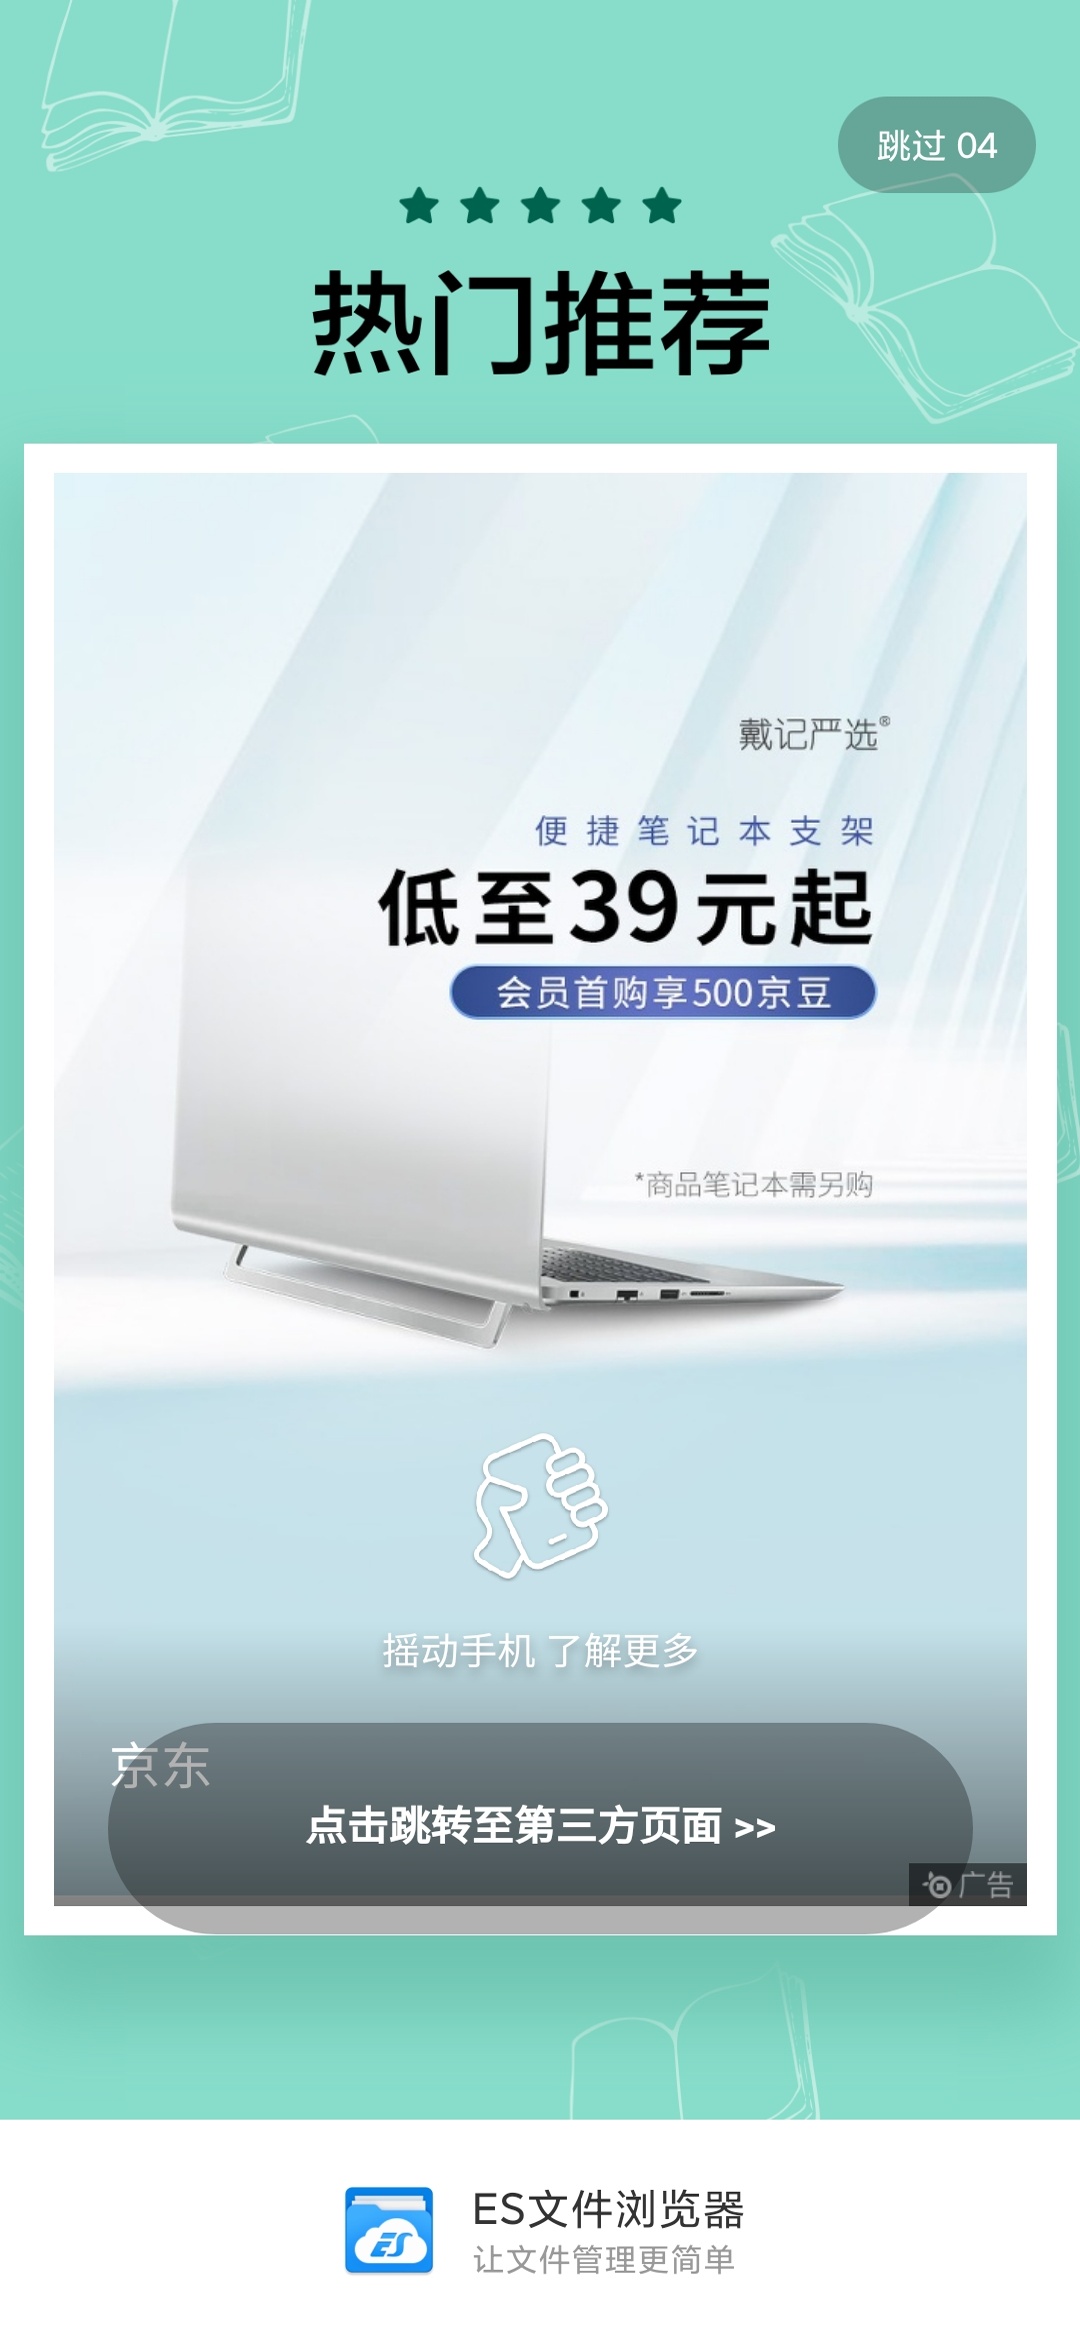 跳过 04
热门推荐
戴记严选®
便捷笔记本支架
低至39元起
会员首购享500京豆
*商品笔记本需另购
摇动手机 了解更多
京东
点击跳转至第三方页面 >>
广告
ES
ES文件浏览器
让文件管理更简单